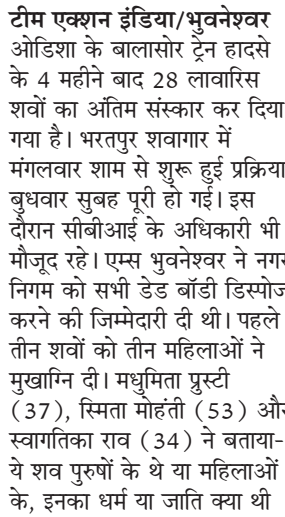 टीम एक्शन इंडिया/भुवनेश्वर
ओडिशा के बालासोर ट्रेन हादसे
के 4 महीने बाद 28 लावारिस
शवों का अंतिम संस्कार कर दिया
गया है। भरतपुर शवागार में
मंगलवार शाम से शुरू हुई प्रक्रिया
बुधवार सुबह पूरी हो गई। इस
दौरान सीबीआई के अधिकारी भी
मौजूद रहे। एम्स भुवनेश्वर ने नगर
निगम को सभी डेड बॉडी डिस्पोज
करने की जिम्मेदारी दी थी। पहले
तीन शवों को तीन महिलाओं ने
मुखाग्नि दी। मधुमिता प्रुस्टी
(37), स्मिता मोहंती (53) और
स्वागतिका राव (34) ने बताया-
ये शव पुरुषों के थे या महिलाओं
के, इनका धर्म या जाति क्या थी